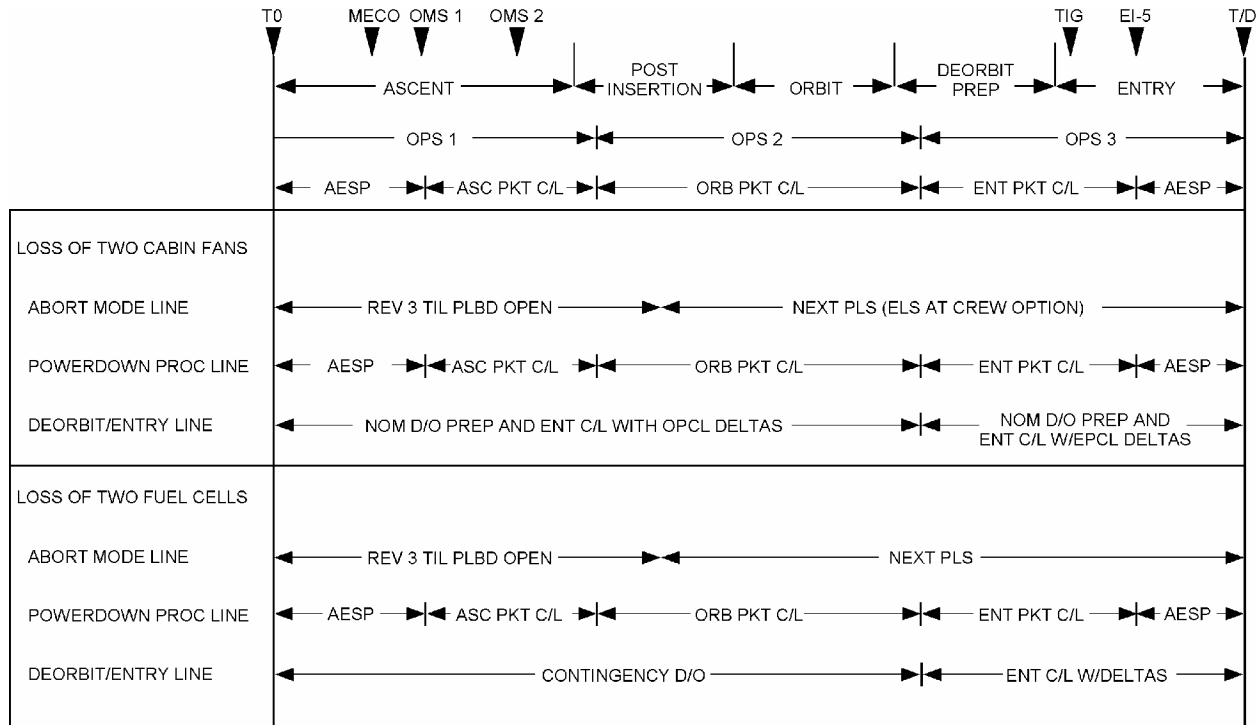 T0 MECO OMS 1 OMS 2 TIG EI-5 T/D
ASCENT
POST
INSERTION
ORBIT
DEORBIT
PREP
ENTRY
OPS 1 OPS 2 OPS 3
AESP ASC PKT C/L ORB PKT C/L ENT PKT C/L AESP
LOSS OF TWO CABIN FANS
ABORT MODE LINE REV 3 TIL PLBD OPEN NEXT PLS (ELS AT CREW OPTION)
POWERDOWN PROC LINE AESP ASC PKT C/L ORB PKT C/L ENT PKT C/L AESP
DEORBIT/ENTRY LINE NOM D/O PREP AND ENT C/L WITH OPCL DELTAS
NOM D/O PREP AND
ENT C/L W/EPCL DELTAS
LOSS OF TWO FUEL CELLS
ABORT MODE LINE REV 3 TIL PLBD OPEN NEXT PLS
POWERDOWN PROC LINE AESP ASC PKT C/L ORB PKT C/L ENT PKT C/L AESP
DEORBIT/ENTRY LINE CONTINGENCY D/O ENT C/L W/DELTAS